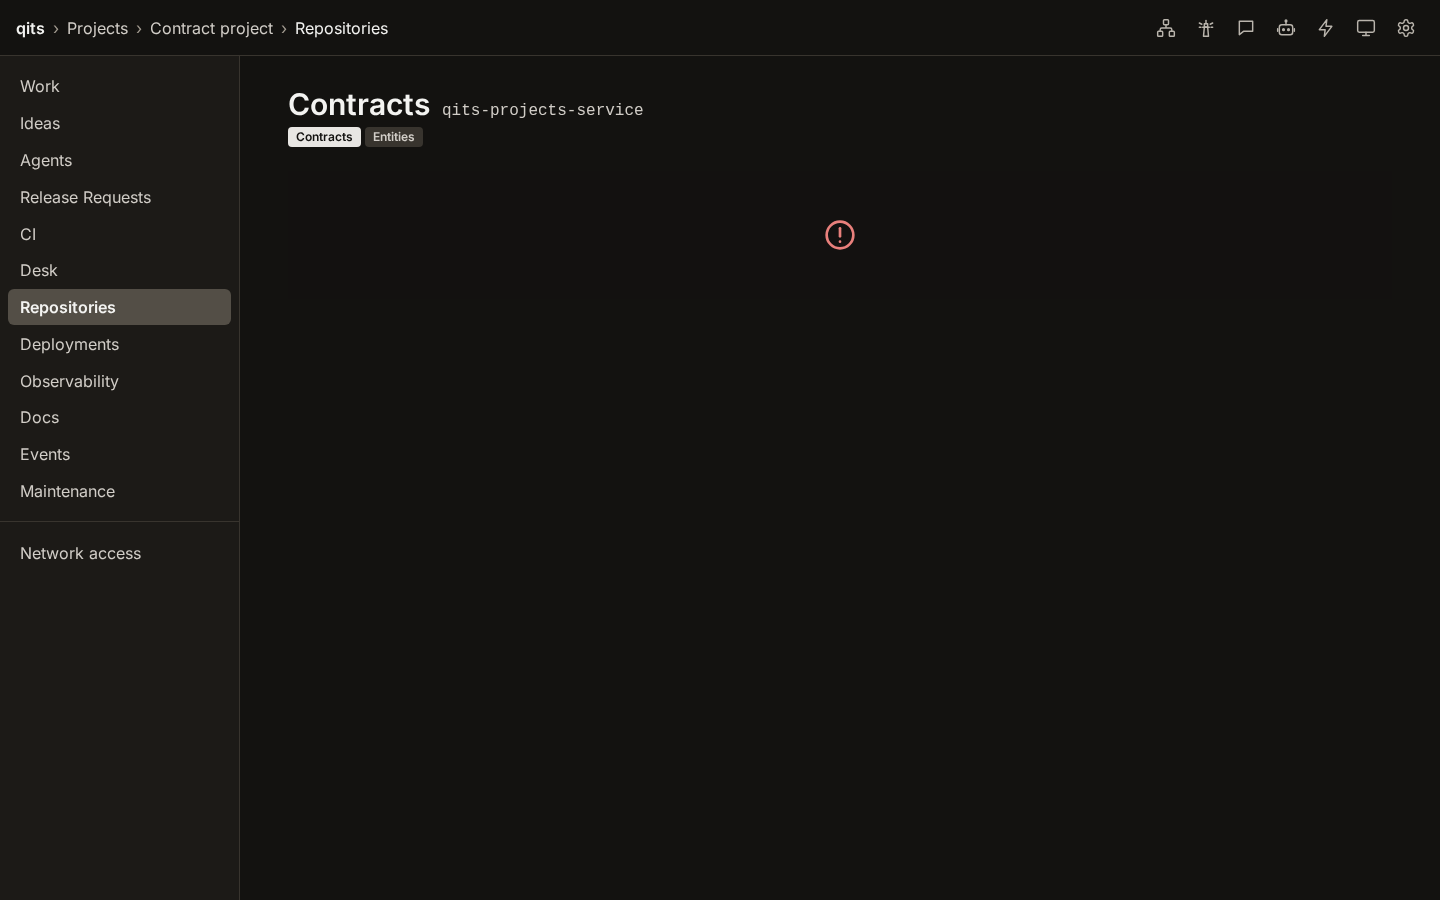 qits › Projects › Contract project › Repositories
Work
Ideas
Agents
Release Requests
CI
Desk
Repositories
Deployments
Observability
Docs
Events
Maintenance
Network access
Contracts qits-projects-service
Contracts Entities